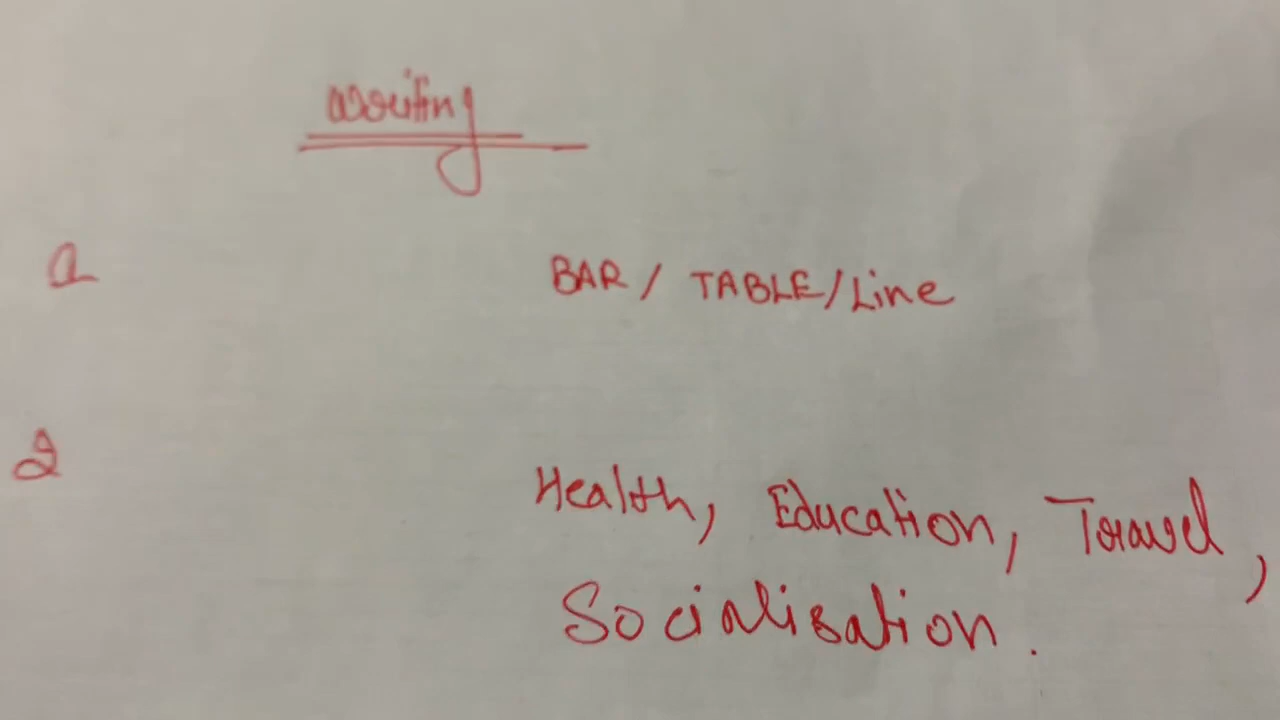 Writing
1 BAR / TABLE / Line
2 Health, Education, Travel,
Socialisation.